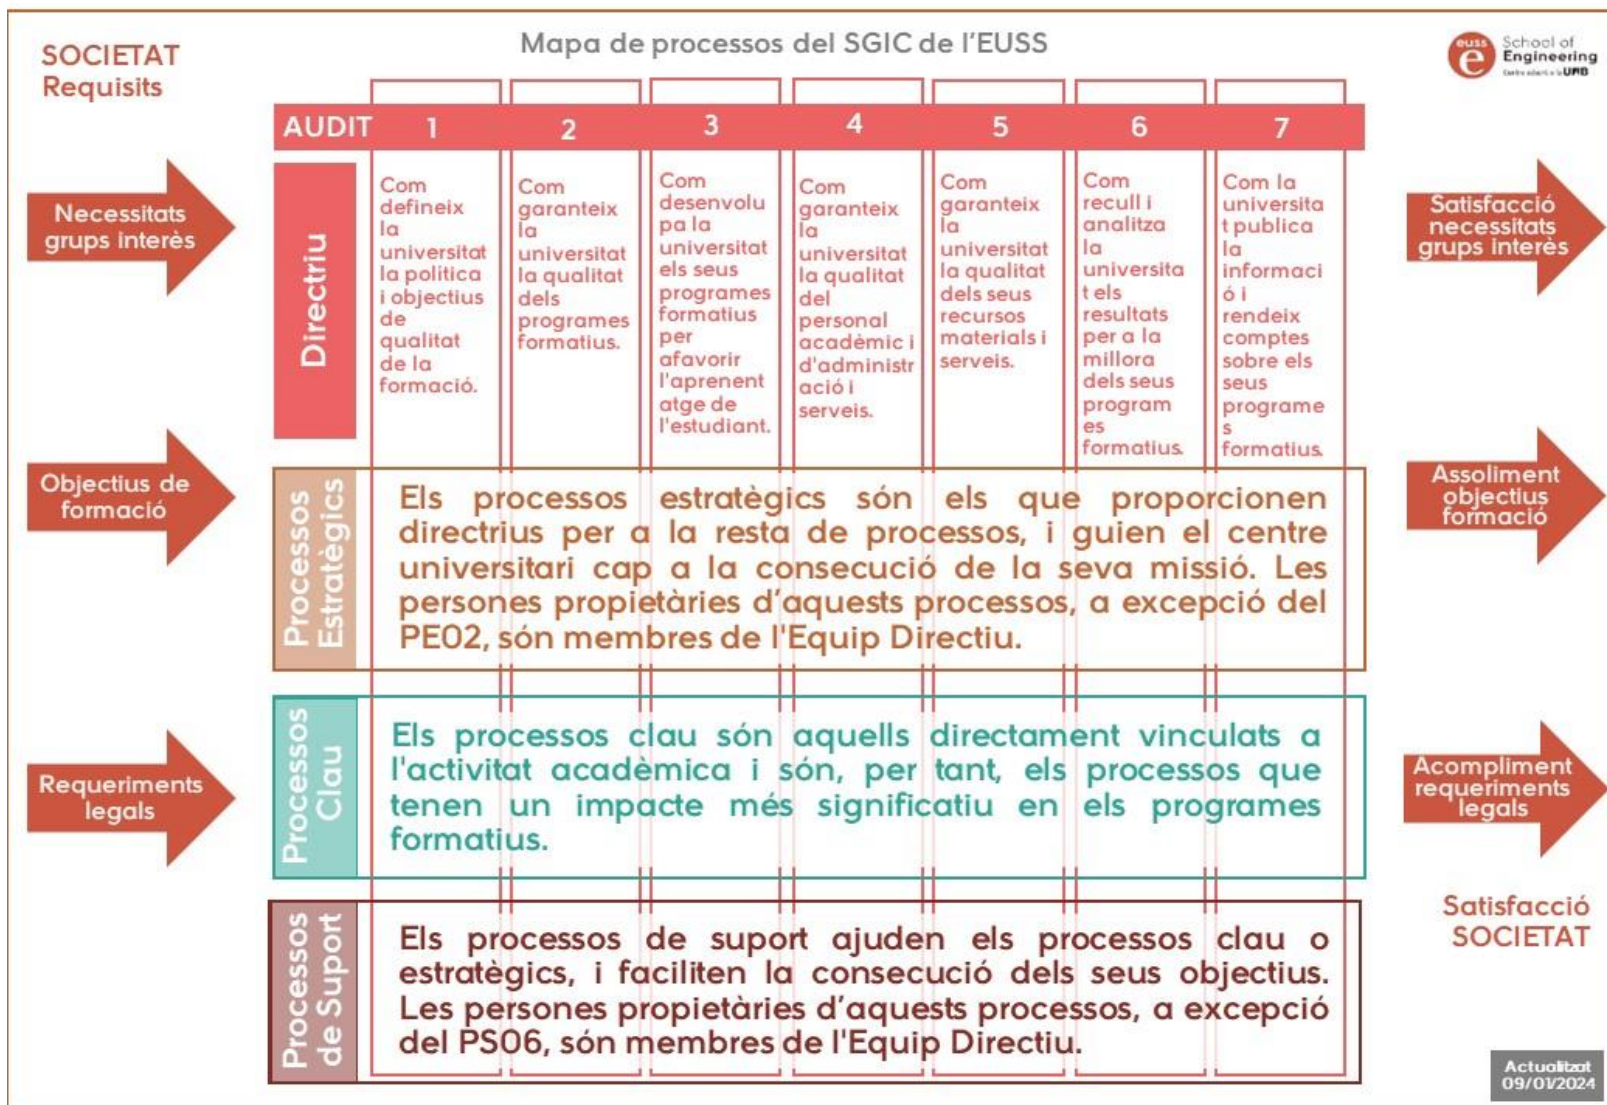 Mapa de processos del SGIC de l'EUSS
SOCIETAT
Requisits
euss
e
School of
Engineering
Centre adscrit a la UAB
AUDIT 1 2 3 4 5 6 7
Necessitats
grups interès
Objectius de
formació
Requeriments
legals
Directriu
Com
defineix
la
universitat
la política
i objectius
de
qualitat
de la
formació.
Com
garanteix
la
universitat
la qualitat
dels
programes
formatius.
Com
desenvolu
pa la
universitat
els seus
programes
formatius
per
afavorir
l'aprenent
atge de
l'estudiant.
Com
garanteix
la
universitat
la qualitat
del
personal
acadèmic i
d'administr
ació i
serveis.
Com
garanteix
la
universitat
la qualitat
dels seus
recursos
materials i
serveis.
Com
recull i
analitza
la
universita
t els
resultats
per a la
millora
dels seus
program
es
formatius.
Com la
universita
t publica
la
informaci
ó i
rendeix
comptes
sobre els
seus
programe
s
formatius.
Processos
Estratègics
Els processos estratègics són els que proporcionen
directrius per a la resta de processos, i guien el centre
universitari cap a la consecució de la seva missió. Les
persones propietàries d'aquests processos, a excepció del
PE02, són membres de l'Equip Directiu.
Processos
Clau
Els processos clau són aquells directament vinculats a
l'activitat acadèmica i són, per tant, els processos que
tenen un impacte més significatiu en els programes
formatius.
Processos
de Suport
Els processos de suport ajuden els processos clau o
estratègics, i faciliten la consecució dels seus objectius.
Les persones propietàries d'aquests processos, a excepció
del PS06, són membres de l'Equip Directiu.
Satisfacció
necessitats
grups interès
Assoliment
objectius
formació
Acompliment
requeriments
legals
Satisfacció
SOCIETAT
Actualitzat
09/01/2024